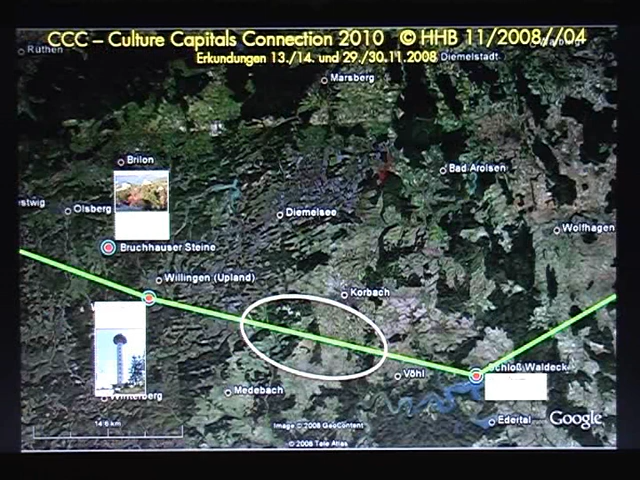 CCC – Culture Capitals Connection 2010 © HHB 11/2008//04
Erkundungen 13./14. und 29./30.11.2008
Rüthen
Diemelstadt
Marsberg
Brilon
Bad Arolsen
Olsberg
Diemelsee
Wolfhagen
Bruchhauser Steine
Willingen (Upland)
Korbach
Schloß Waldeck
Vöhl
Medebach
Winterberg
Edertal
Image © 2008 GeoContent
© 2008 Tele Atlas
Google